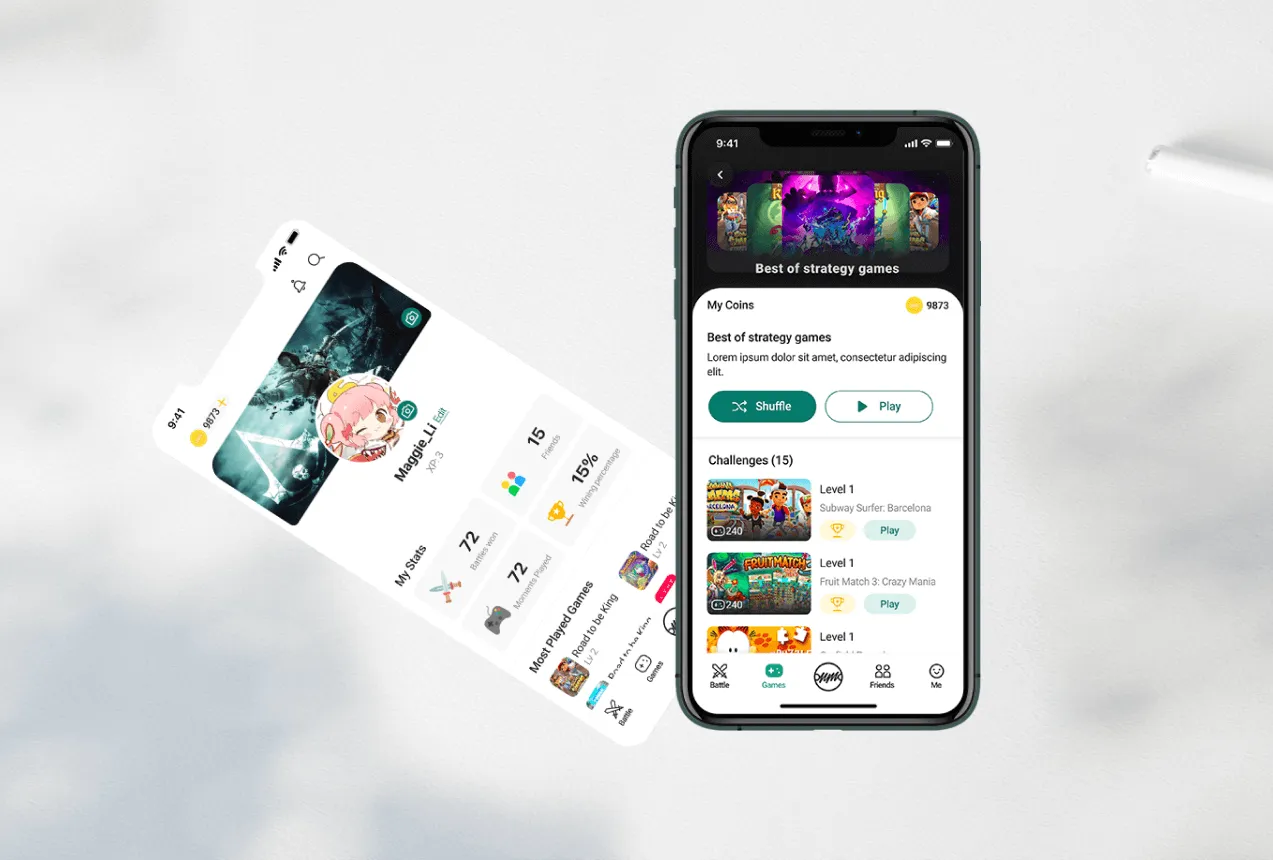 9:41
9873
Maggie_Li Edit
XP-3
My Stats
72
Battles won
15
Friends
72
Moments Played
15%
Wining percentage
Most Played Games
Road to be King
Lv 2
Road to be
Lv 2
Road to be King
Battle
Games
9:41
Best of strategy games
My Coins
9873
Best of strategy games
Lorem ipsum dolor sit amet, consectetur adipiscing
elit.
Shuffle
Play
Challenges (15)
BARCELONA
240
Level 1
Subway Surfer: Barcelona
Play
FRUIT MATCH
240
Level 1
Fruit Match 3: Crazy Mania
Play
Level 1
Battle
Games
Friends
Me